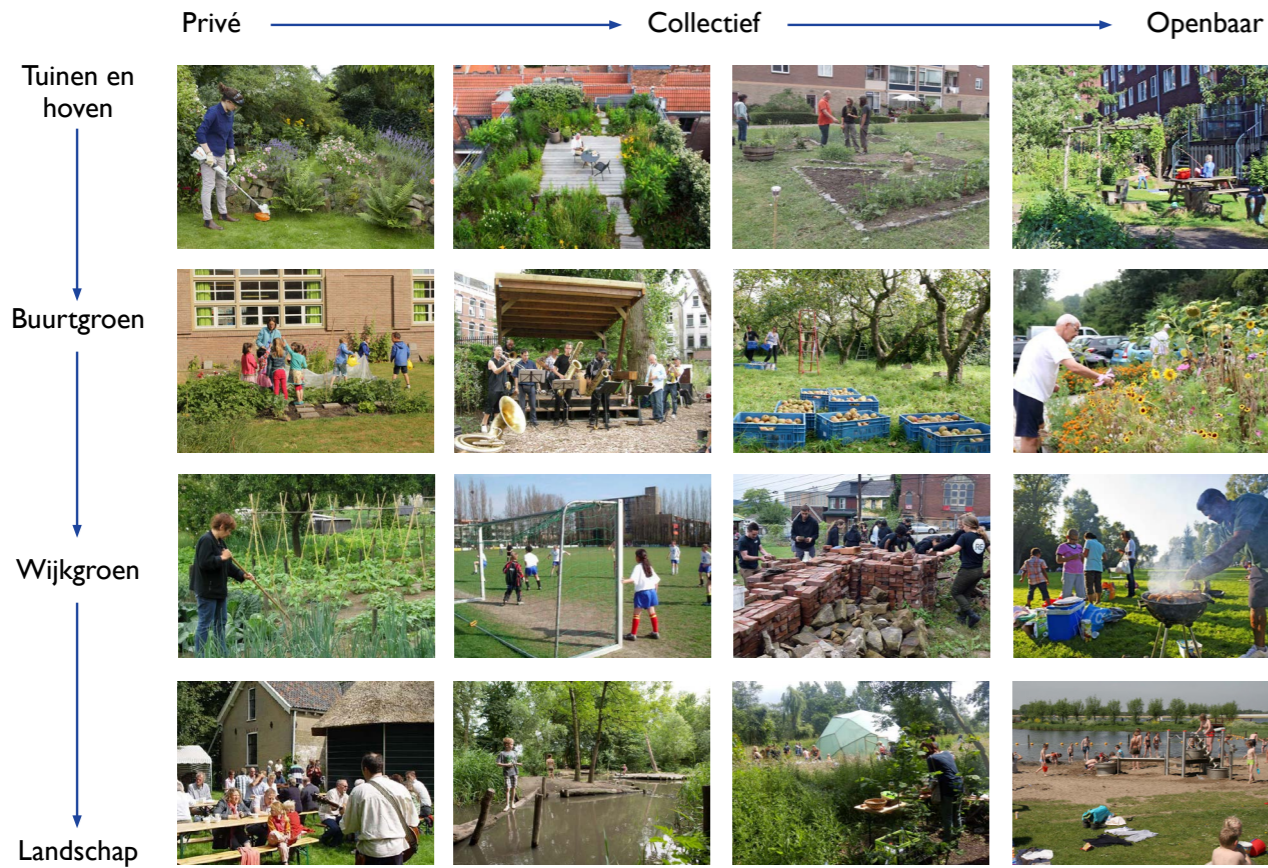 Privé
Collectief
Openbaar
Tuinen en
hoven
Buurtgroen
Wijkgroen
Landschap